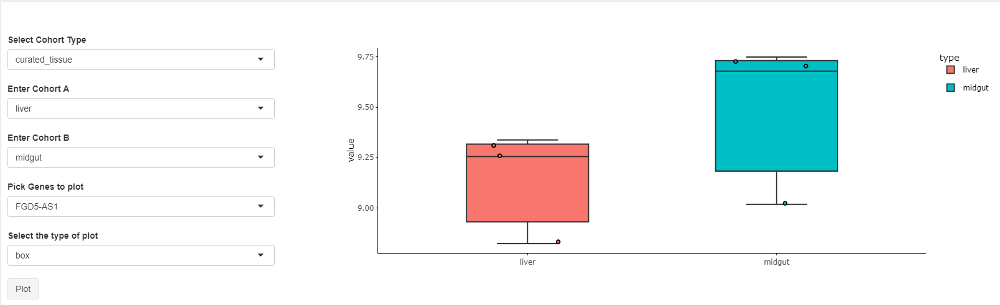 Select Cohort Type
curated_tissue
Enter Cohort A
liver
Enter Cohort B
midgut
Pick Genes to plot
FGD5-AS1
Select the type of plot
box
Plot
value
9.75
9.50
9.25
9.00
liver
midgut
type
liver
midgut